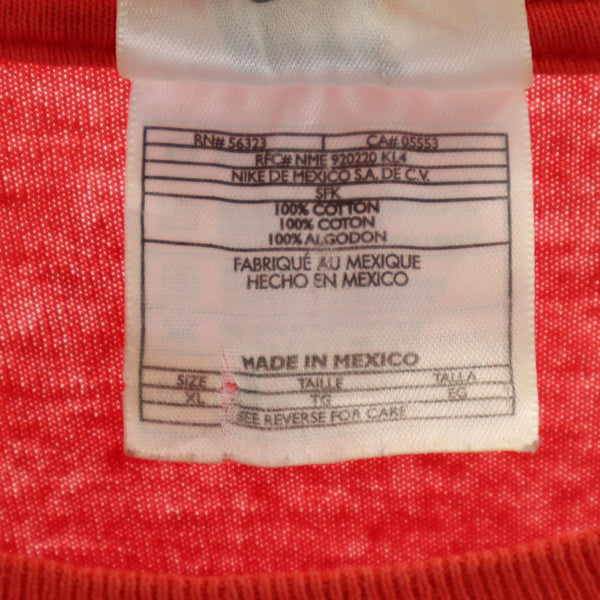 RN# 56323 CA# 05553
RFC# NME 920220 KL4
NIKE DE MEXICO S.A. DE C.V.
SFK
100% COTTON
100% COTON
100% ALGODON
FABRIQUÉ AU MEXIQUE
HECHO EN MEXICO
MADE IN MEXICO
SIZE TAILLE TALLA
XL TG EG
SEE REVERSE FOR CARE